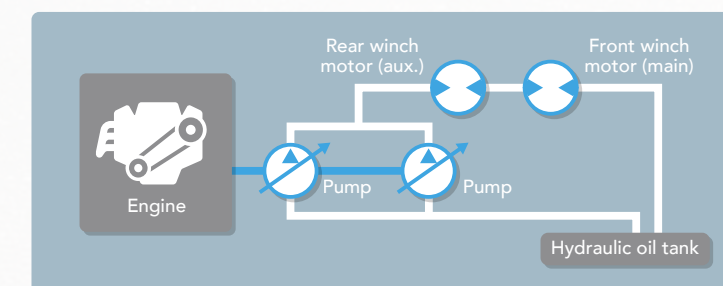 Rear winch
motor (aux.)
Front winch
motor (main)
Engine
Pump
Pump
Hydraulic oil tank